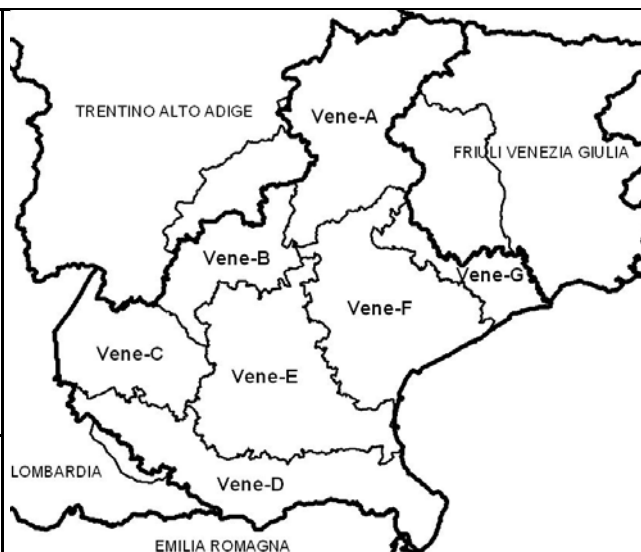 Vene-A
TRENTINO ALTO ADIGE
FRIULI VENEZIA GIULIA
Vene-B
Vene-G
Vene-F
Vene-C
Vene-E
LOMBARDIA
Vene-D
EMILIA ROMAGNA